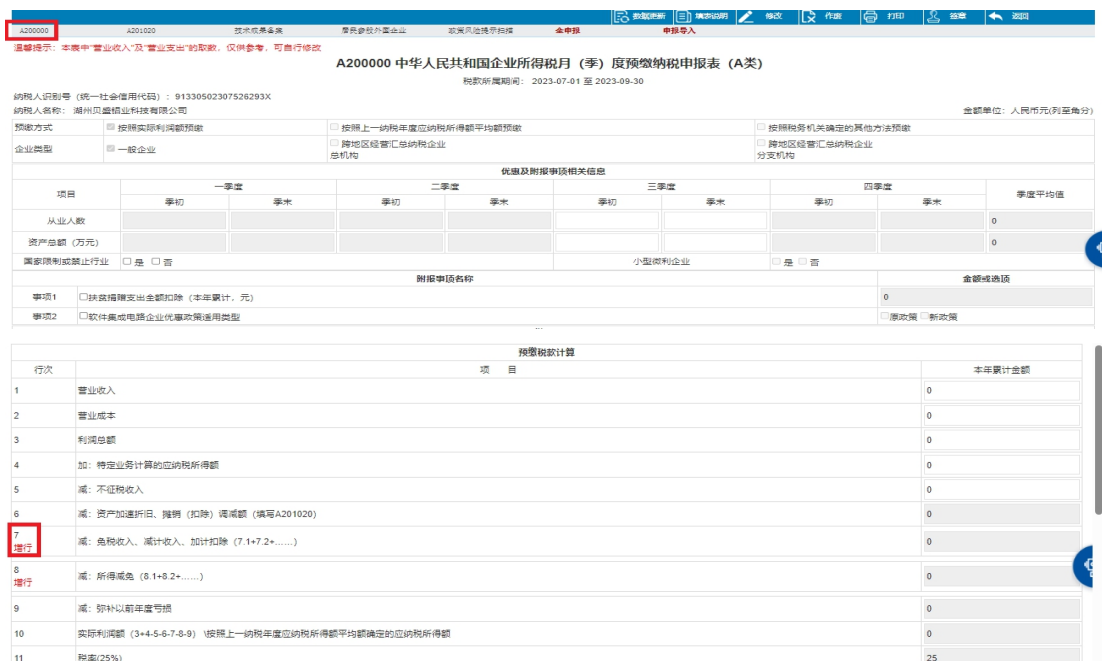 数据更新 填表说明 修改 作废 打印 签章 返回
A200000 A201020 技术成果备案 居民参股外国企业 政策风险提示扫描 全申报 申报导入
温馨提示：本表中"营业收入"及"营业支出"的取数，仅供参考，可自行修改
A200000 中华人民共和国企业所得税月（季）度预缴纳税申报表（A类）
税款所属期间： 2023-07-01 至 2023-09-30
纳税人识别号（统一社会信用代码）：91330502307526293X
纳税人名称： 湖州贝盛铝业科技有限公司 金额单位：人民币元(列至角分)
预缴方式 按照实际利润额预缴 按照上一纳税年度应纳税所得额平均额预缴 按照税务机关确定的其他方法预缴
企业类型 一般企业 跨地区经营汇总纳税企业 跨地区经营汇总纳税企业
总机构 分支机构
优惠及附报事项相关信息
项目 一季度 二季度 三季度 四季度 季度平均值
季初 季末 季初 季末 季初 季末 季初 季末
从业人数 0
资产总额（万元） 0
国家限制或禁止行业 是 否 小型微利企业 是 否
附报事项名称 金额或选项
事项1 扶贫捐赠支出全额扣除（本年累计，元） 0
事项2 软件集成电路企业优惠政策适用类型 原政策 新政策
...
预缴税款计算
行次 项 目 本年累计金额
1 营业收入 0
2 营业成本 0
3 利润总额 0
4 加：特定业务计算的应纳税所得额 0
5 减：不征税收入 0
6 减：资产加速折旧、摊销（扣除）调减额（填写A201020） 0
7 减：免税收入、减计收入、加计扣除（7.1+7.2+……） 0
增行
8 减：所得减免（8.1+8.2+……） 0
增行
9 减：弥补以前年度亏损 0
10 实际利润额（3+4-5-6-7-8-9）\按照上一纳税年度应纳税所得额平均额确定的应纳税所得额 0
11 税率(25%) 25